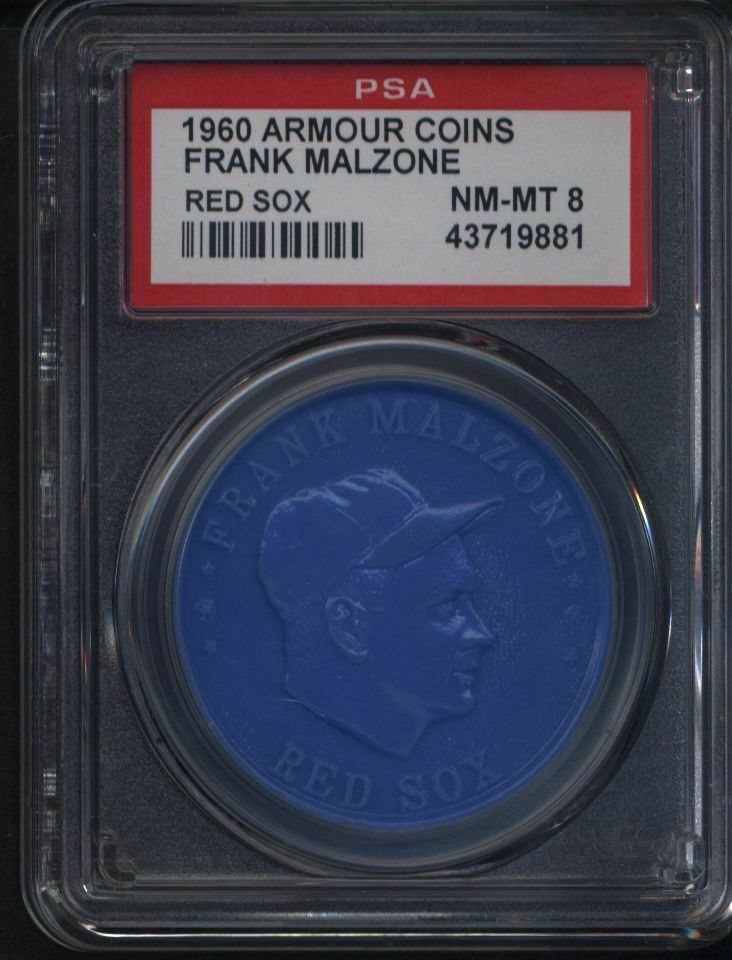 PSA
1960 ARMOUR COINS
FRANK MALZONE
RED SOX NM-MT 8
43719881
FRANK MALZONE
RED SOX